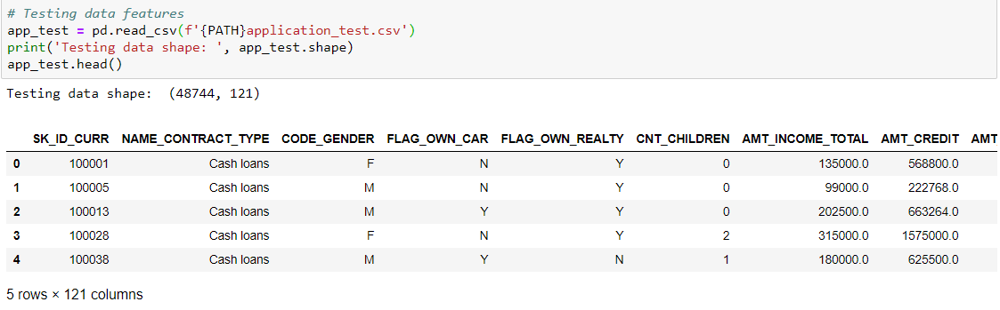 # Testing data features
app_test = pd.read_csv(f'{PATH}application_test.csv')
print('Testing data shape: ', app_test.shape)
app_test.head()
Testing data shape:  (48744, 121)
SK_ID_CURR NAME_CONTRACT_TYPE CODE_GENDER FLAG_OWN_CAR FLAG_OWN_REALTY CNT_CHILDREN AMT_INCOME_TOTAL AMT_CREDIT AMT
0 100001 Cash loans F N Y 0 135000.0 568800.0
1 100005 Cash loans M N Y 0 99000.0 222768.0
2 100013 Cash loans M Y Y 0 202500.0 663264.0
3 100028 Cash loans F N Y 2 315000.0 1575000.0
4 100038 Cash loans M Y N 1 180000.0 625500.0
5 rows × 121 columns